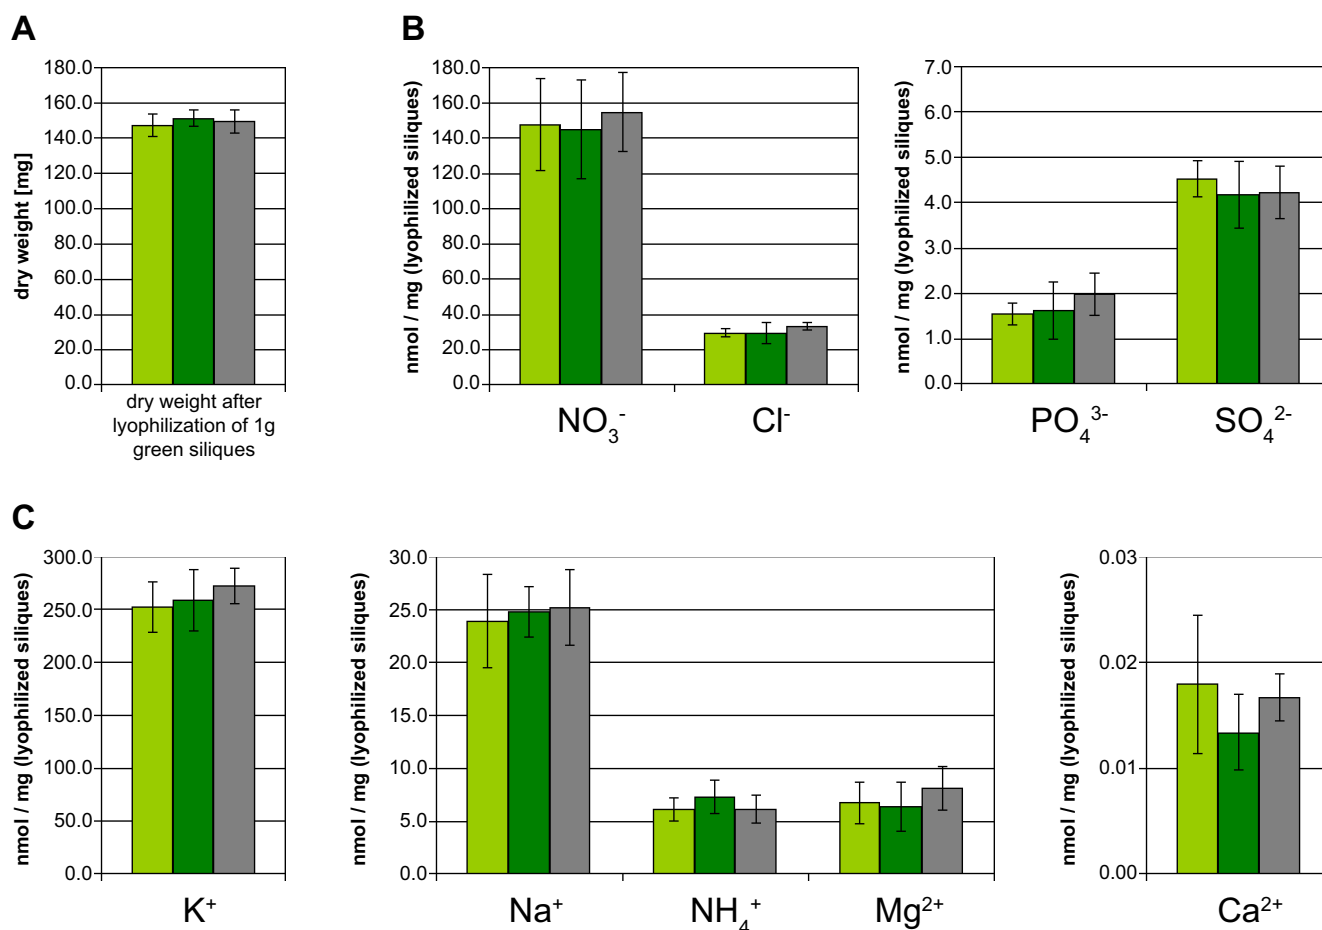 A
B
180.0
160.0
140.0
120.0
100.0
80.0
60.0
40.0
20.0
0.0
dry weight [mg]
dry weight after
lyophilization of 1g
green siliques
180.0
160.0
140.0
120.0
100.0
80.0
60.0
40.0
20.0
0.0
nmol / mg (lyophilized siliques)
NO₃⁻ Cl⁻
7.0
6.0
5.0
4.0
3.0
2.0
1.0
0.0
nmol / mg (lyophilized siliques)
PO₄³⁻ SO₄²⁻
C
300.0
250.0
200.0
150.0
100.0
50.0
0.0
nmol / mg (lyophilized siliques)
K⁺
30.0
25.0
20.0
15.0
10.0
5.0
0.0
nmol / mg (lyophilized siliques)
Na⁺ NH₄⁺ Mg²⁺
0.03
0.02
0.01
0.00
nmol / mg (lyophilized siliques)
Ca²⁺